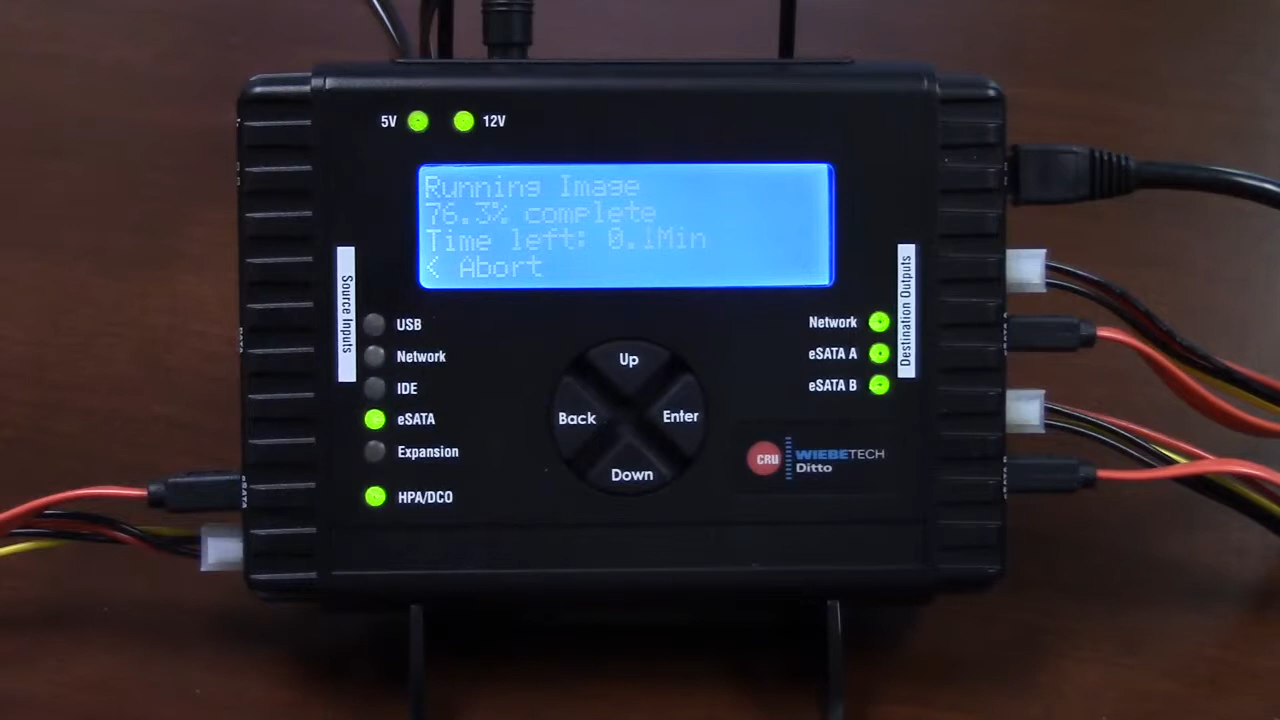 5V
12V
Running Image
76.3% complete
Time left: 0.1Min
< Abort
Source Inputs
USB
Network
IDE
eSATA
Expansion
HPA/DCO
Up
Back
Enter
Down
Network
eSATA A
eSATA B
Destination Outputs
CRU WIEBETECH
Ditto
eSATA